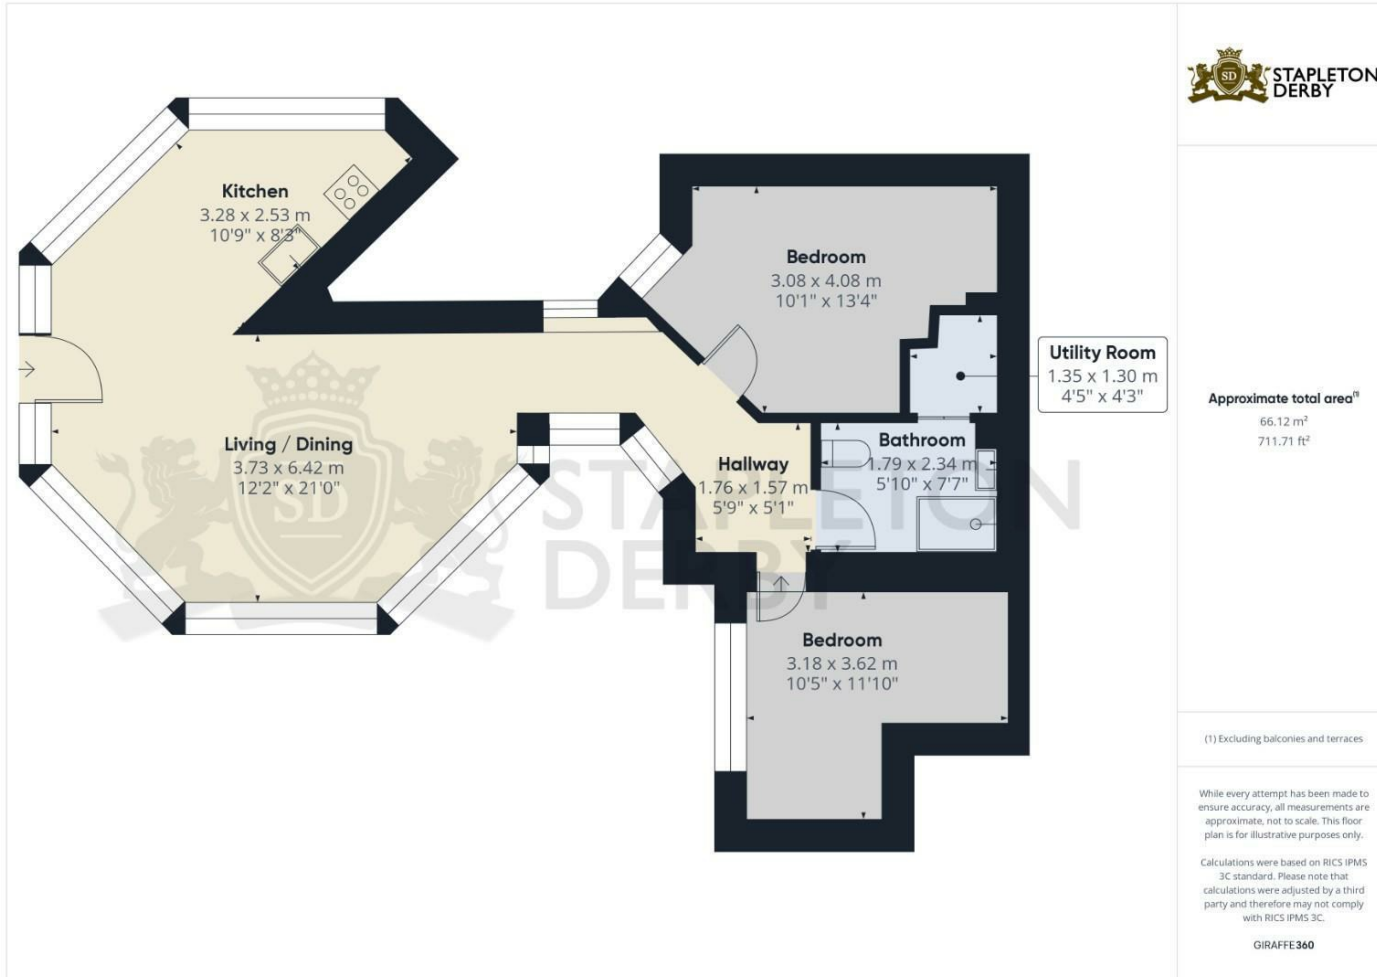 Kitchen
3.28 x 2.53 m
10'9" x 8'3"
Bedroom
3.08 x 4.08 m
10'1" x 13'4"
Utility Room
1.35 x 1.30 m
4'5" x 4'3"
Living / Dining
3.73 x 6.42 m
12'2" x 21'0"
Hallway
1.76 x 1.57 m
5'9" x 5'1"
Bathroom
1.79 x 2.34 m
5'10" x 7'7"
Bedroom
3.18 x 3.62 m
10'5" x 11'10"
SD
STAPLETON
DERBY
SD
STAPLETON
DERBY
Approximate total area(1)
66.12 m²
711.71 ft²
(1) Excluding balconies and terraces
While every attempt has been made to
ensure accuracy, all measurements are
approximate, not to scale. This floor
plan is for illustrative purposes only.
Calculations were based on RICS IPMS
3C standard. Please note that
calculations were adjusted by a third
party and therefore may not comply
with RICS IPMS 3C.
GIRAFFE360